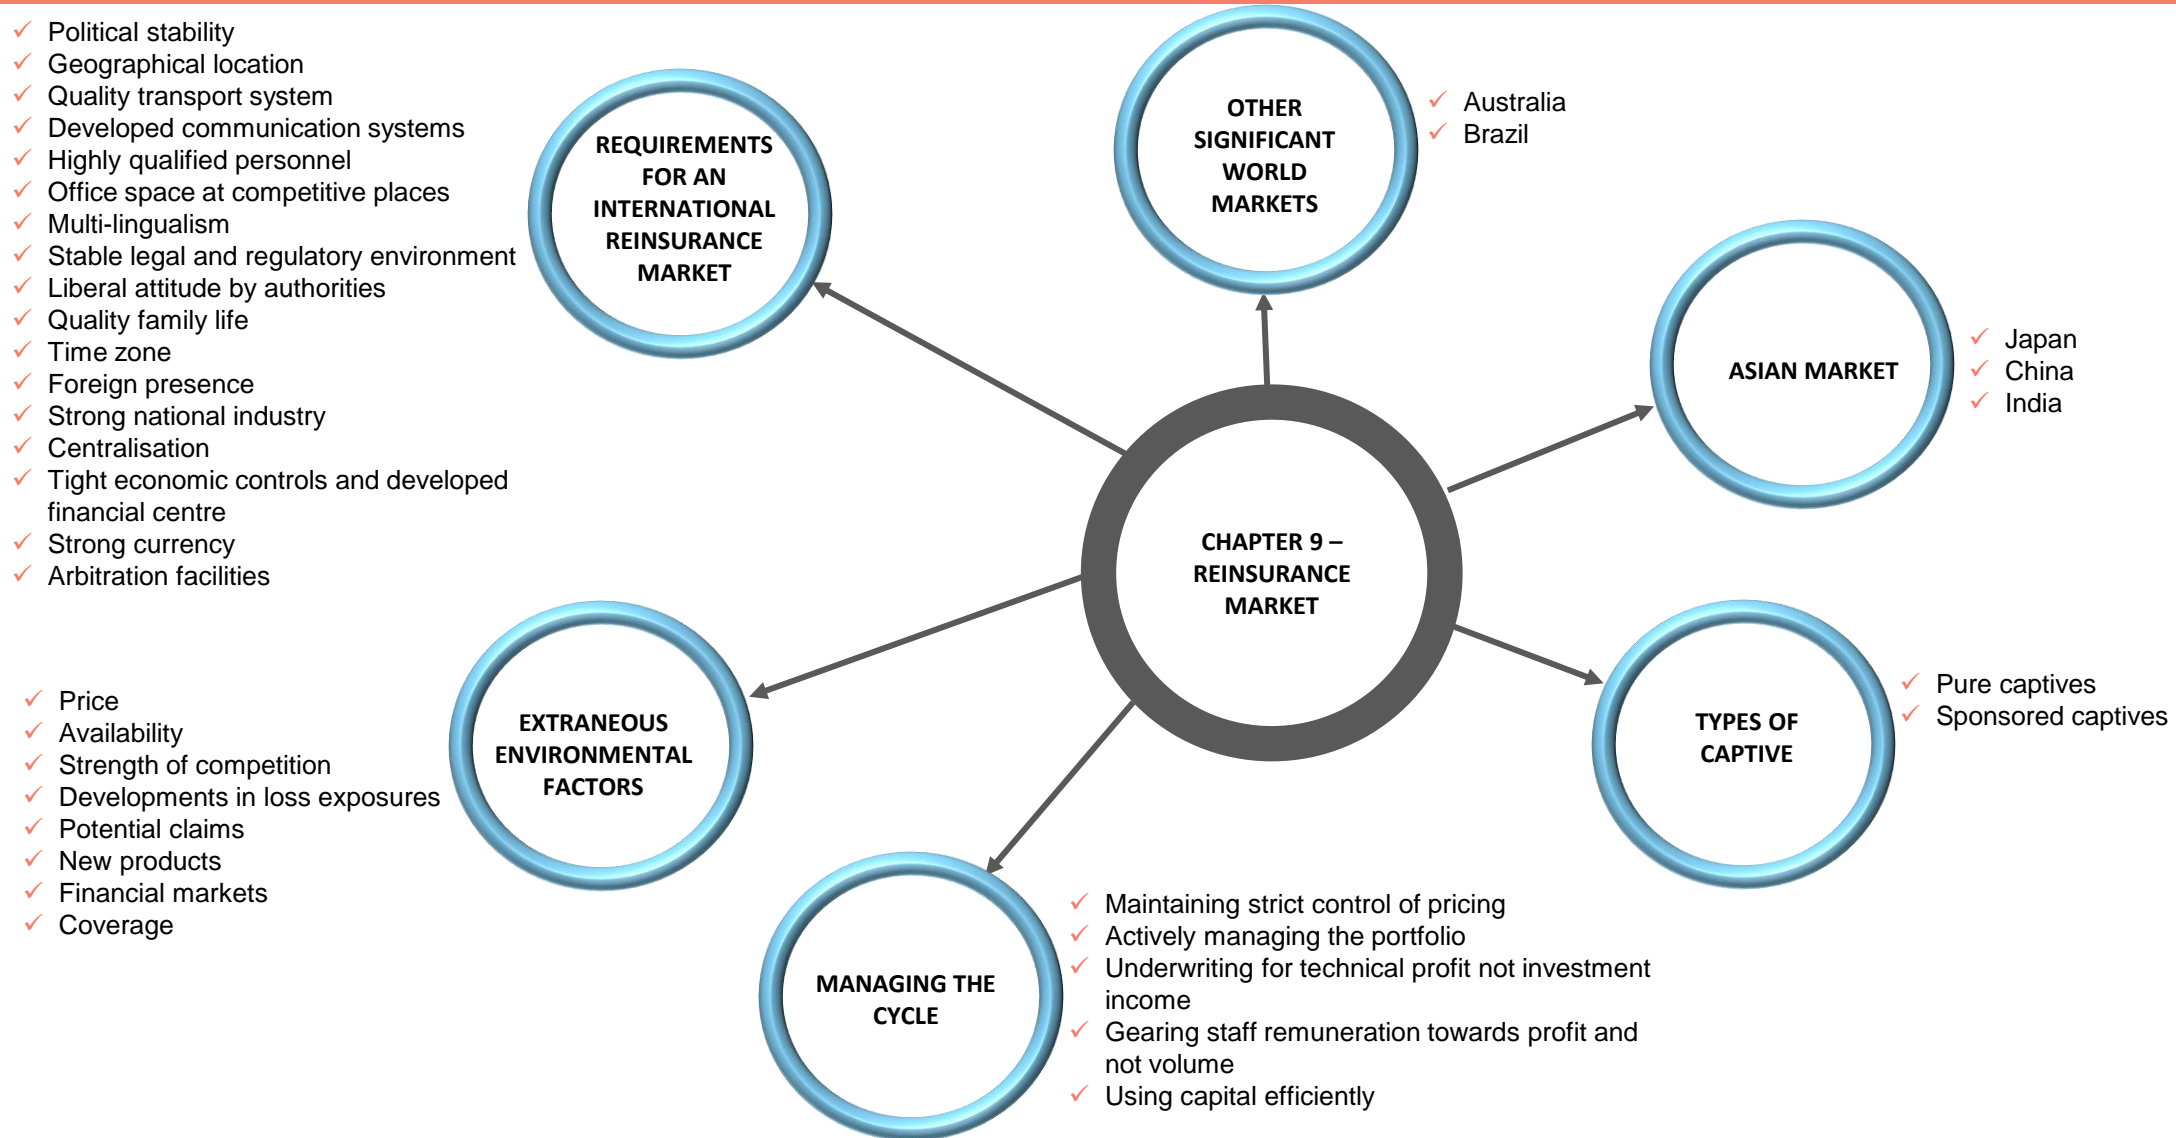 Political stability
Geographical location
Quality transport system
Developed communication systems
Highly qualified personnel
Office space at competitive places
Multi-lingualism
Stable legal and regulatory environment
Liberal attitude by authorities
Quality family life
Time zone
Foreign presence
Strong national industry
Centralisation
Tight economic controls and developed
financial centre
Strong currency
Arbitration facilities
REQUIREMENTS
FOR AN
INTERNATIONAL
REINSURANCE
MARKET
OTHER
SIGNIFICANT
WORLD
MARKETS
Australia
Brazil
ASIAN MARKET
Japan
China
India
CHAPTER 9 –
REINSURANCE
MARKET
TYPES OF
CAPTIVE
Pure captives
Sponsored captives
Price
Availability
Strength of competition
Developments in loss exposures
Potential claims
New products
Financial markets
Coverage
EXTRANEOUS
ENVIRONMENTAL
FACTORS
MANAGING THE
CYCLE
Maintaining strict control of pricing
Actively managing the portfolio
Underwriting for technical profit not investment
income
Gearing staff remuneration towards profit and
not volume
Using capital efficiently